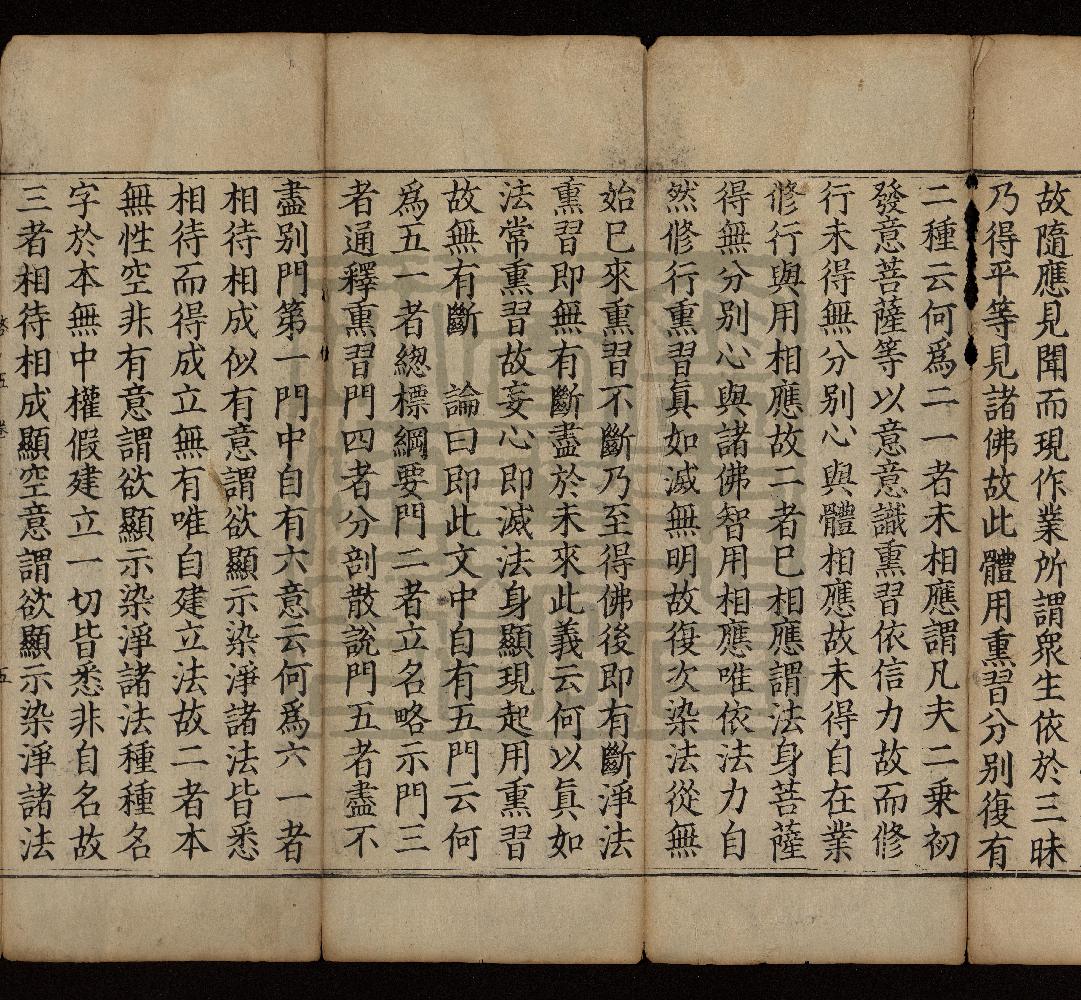 故隨應見聞而現作業所謂眾生依於三昧
乃得平等見諸佛故此體用熏習分別復有
二種云何爲二一者未相應謂凡夫二乘初
發意菩薩等以意意識熏習依信力故而修
行未得無分別心與體相應故未得自在業
修行與用相應故二者已相應謂法身菩薩
得無分別心與諸佛智用相應唯依法力自
然修行熏習眞如滅無明故復次染法從無
始已來熏習不斷乃至得佛後即有斷淨法
熏習即無有斷盡於未來此義云何以眞如
法常熏習故妄心即滅法身顯現起用熏習
故無有斷　論曰即此文中自有五門云何
爲五一者總標綱要門二者立名略示門三
者通釋熏習門四者分剖散說門五者盡不
盡別門第一門中自有六意云何爲六一者
相待相成似有意謂欲顯示染淨諸法皆悉
相待而得成立無有唯自建立法故二者本
無性空非有意謂欲顯示染淨諸法種種名
字於本無中權假建立一切皆悉非自名故
三者相待相成顯空意謂欲顯示染淨諸法